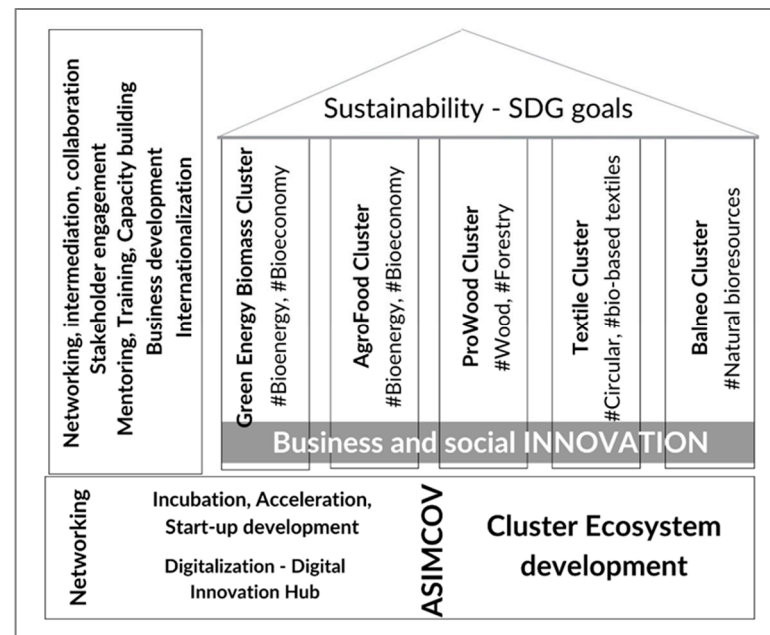 Networking, intermediation, collaboration
Stakeholder engagement
Mentoring, Training, Capacity building
Business development
Internationalization
Sustainability - SDG goals
Green Energy Biomass Cluster
#Bioenergy, #Bioeconomy
AgroFood Cluster
#Bioenergy, #Bioeconomy
ProWood Cluster
#Wood, #Forestry
Textile Cluster
#Circular, #bio-based textiles
Balneo Cluster
#Natural bioresources
Business and social INNOVATION
Networking
Incubation, Acceleration,
Start-up development
Digitalization - Digital
Innovation Hub
ASIMCOV
Cluster Ecosystem
development